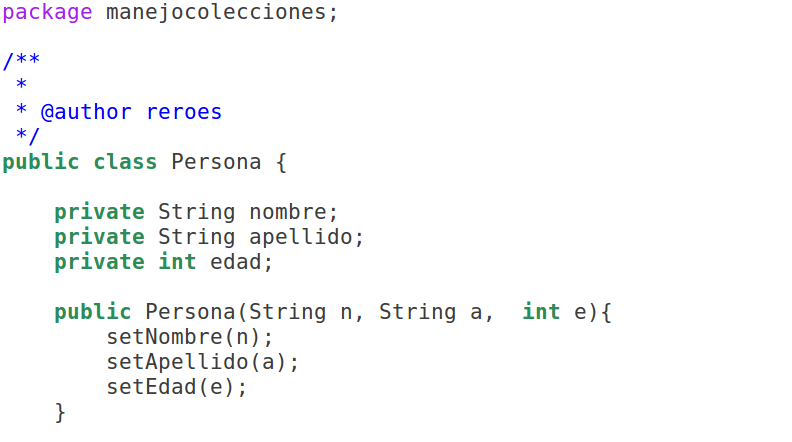 package manejocolecciones;
/**
 *
 * @author reroes
 */
public class Persona {
    private String nombre;
    private String apellido;
    private int edad;
    public Persona(String n, String a,  int e){
        setNombre(n);
        setApellido(a);
        setEdad(e);
    }